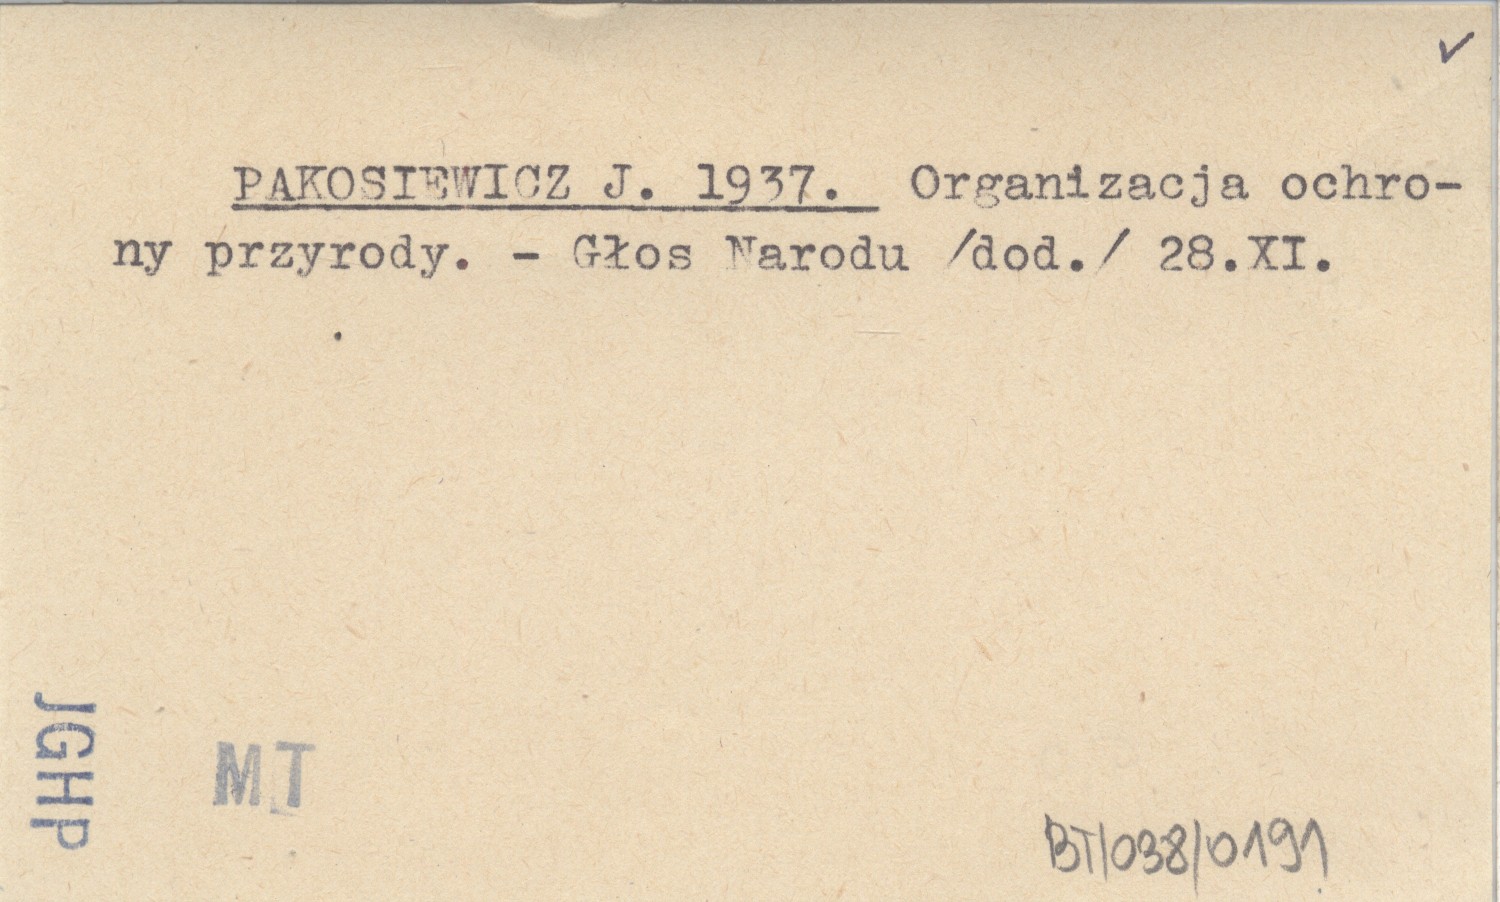 ✓
PAKOSIEWICZ J. 1937. Organizacja ochro-
ny przyrody. - Głos Narodu /dod./ 28.XI.
JGHP
MT
BT/038/0191